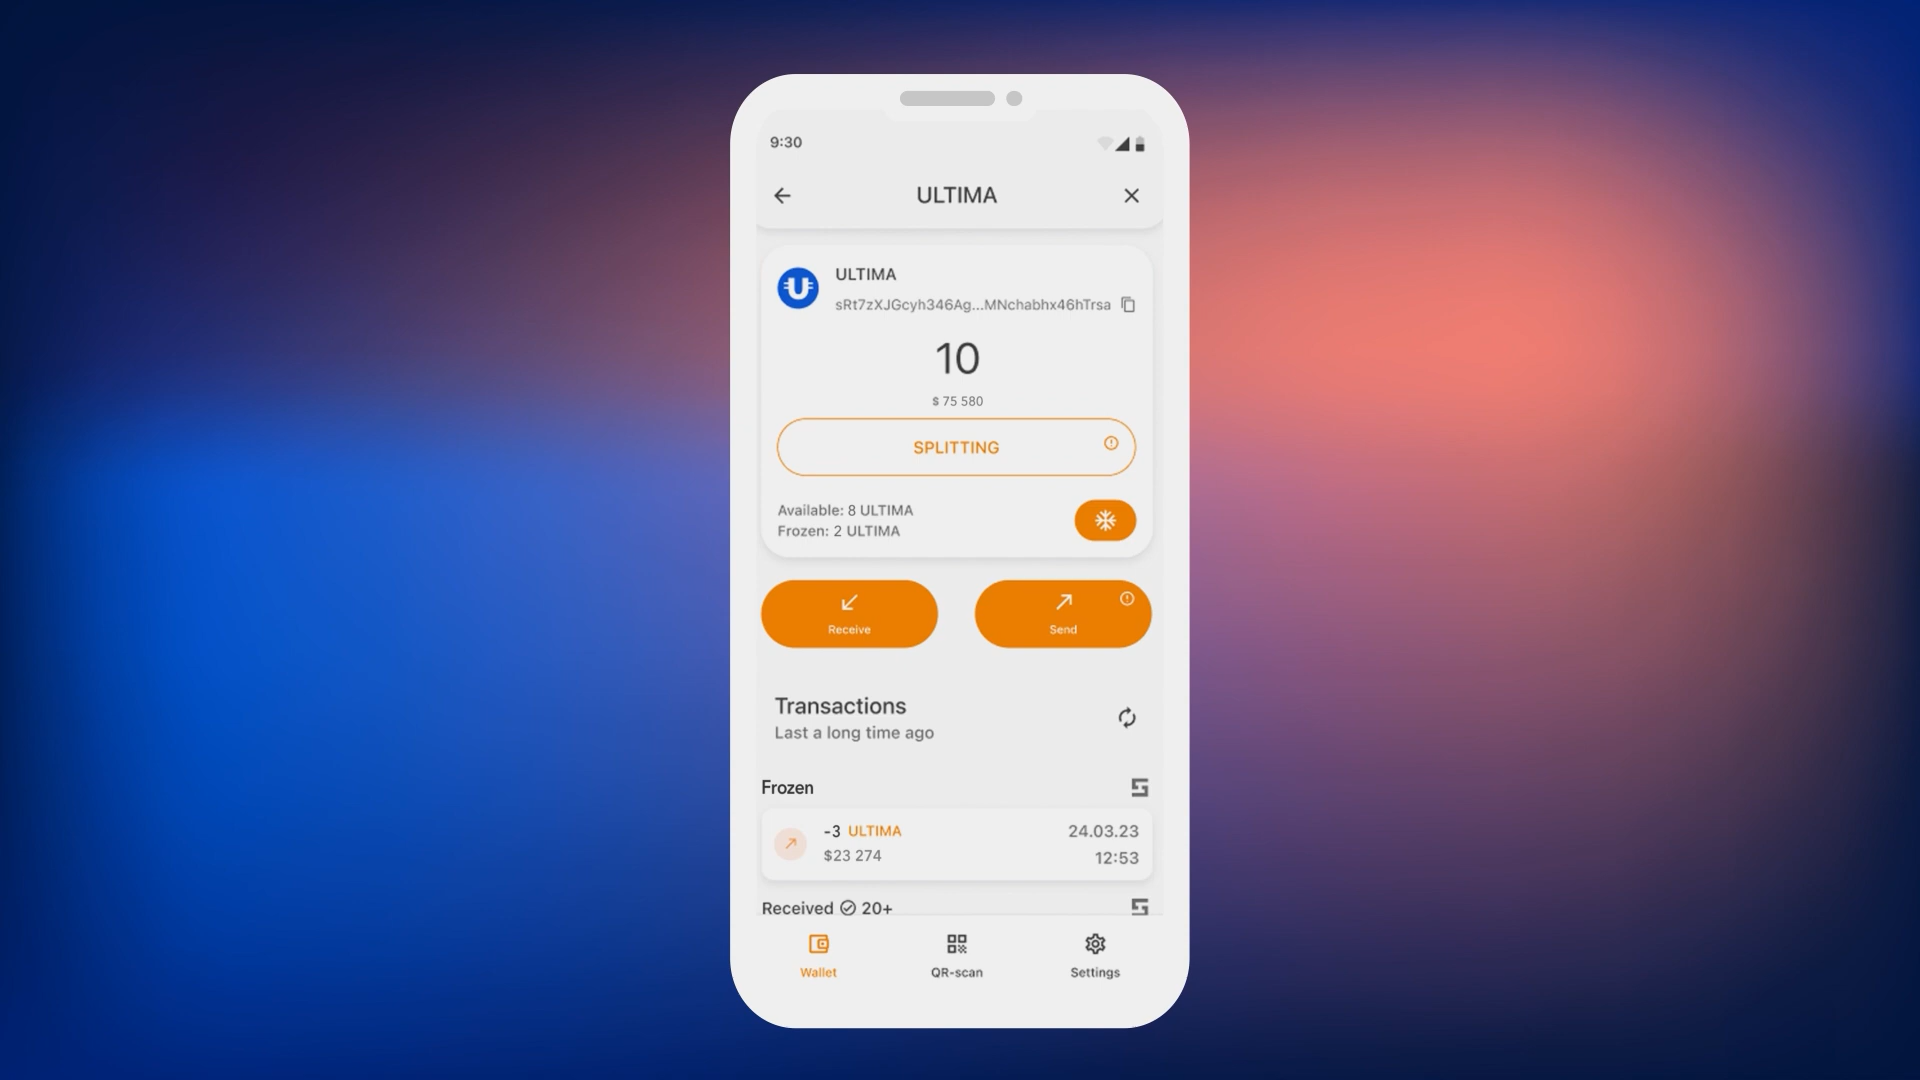 9:30
ULTIMA
ULTIMA
sRt7zXJGcyh346Ag...MNchabhx46hTrsa
10
$ 75 580
SPLITTING
Available: 8 ULTIMA
Frozen: 2 ULTIMA
Receive
Send
Transactions
Last a long time ago
Frozen
-3 ULTIMA
24.03.23
$23 274
12:53
Received 20+
Wallet
QR-scan
Settings